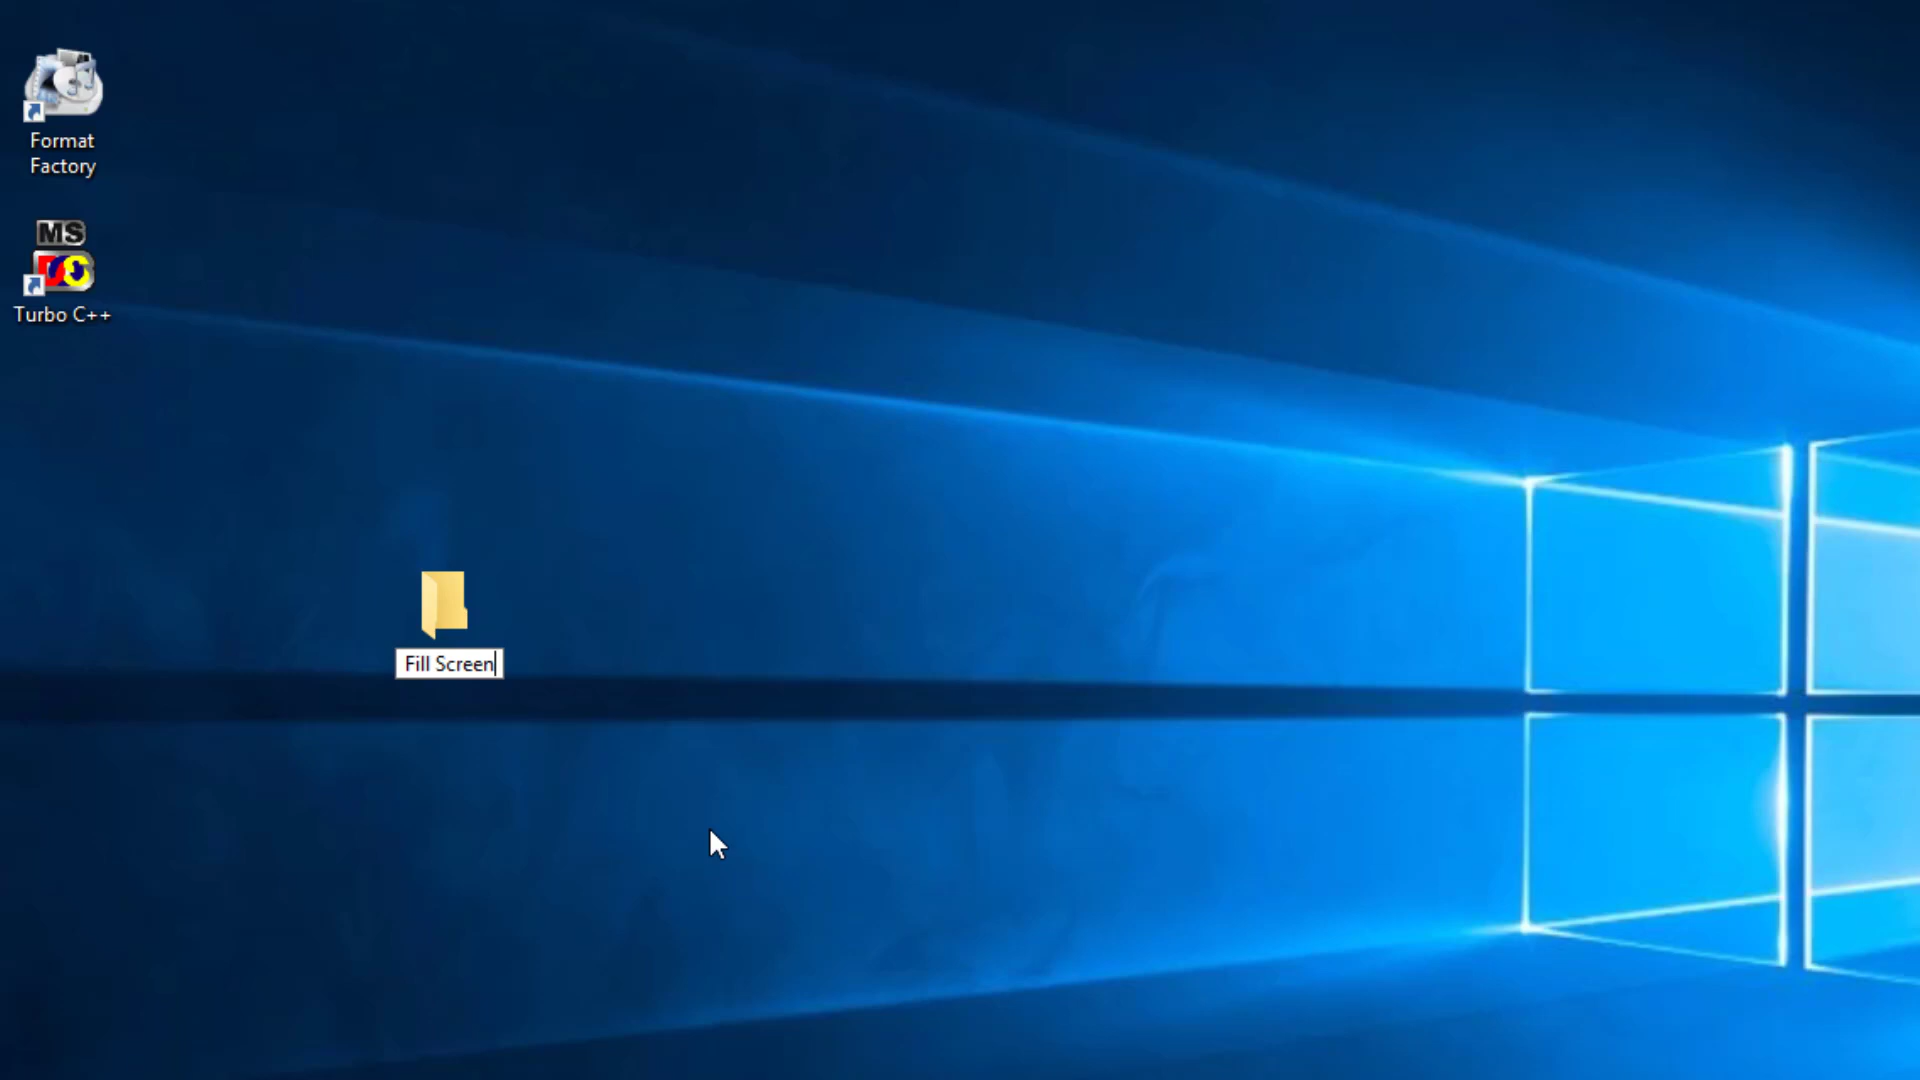 Format
Factory
MS
Turbo C++
Fill Screen